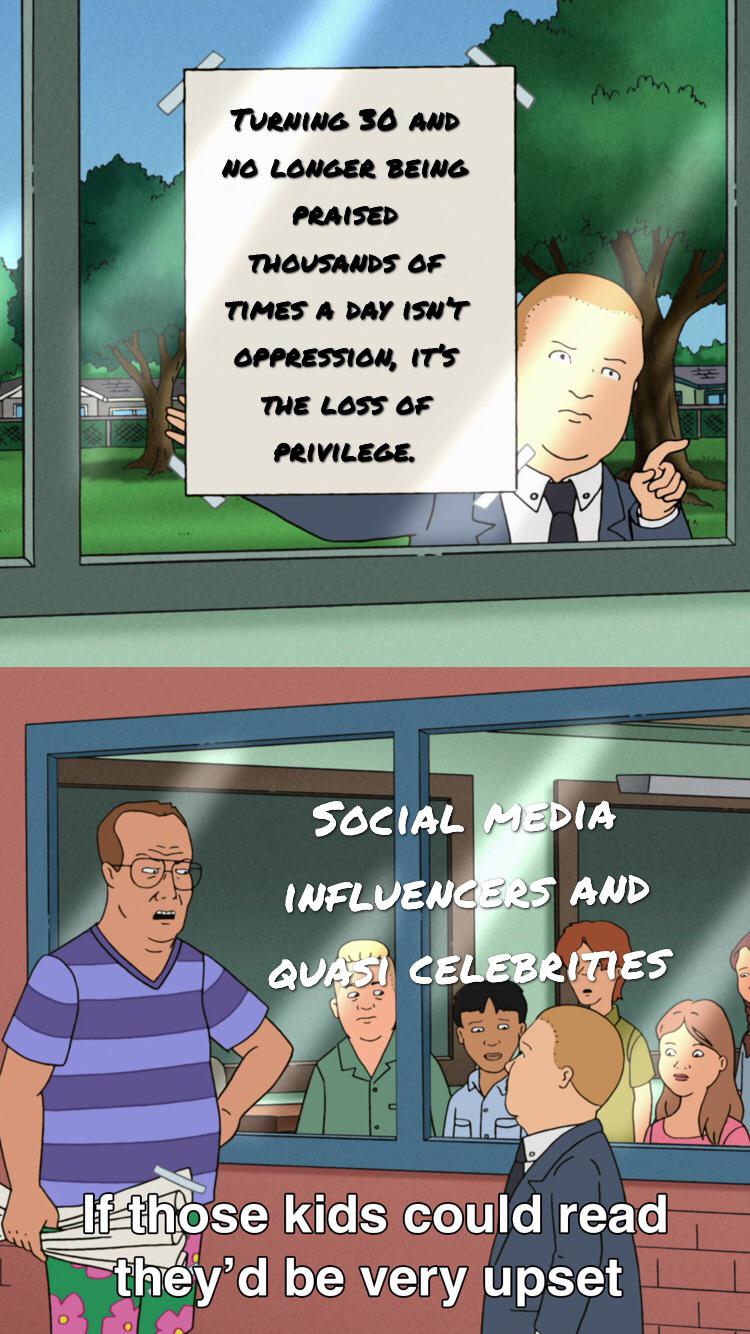 Turning 30 and
no longer being
praised
thousands of
times a day isn't
oppression, it's
the loss of
privilege.
Social media
influencers and
quasi celebrities
If those kids could read
they'd be very upset